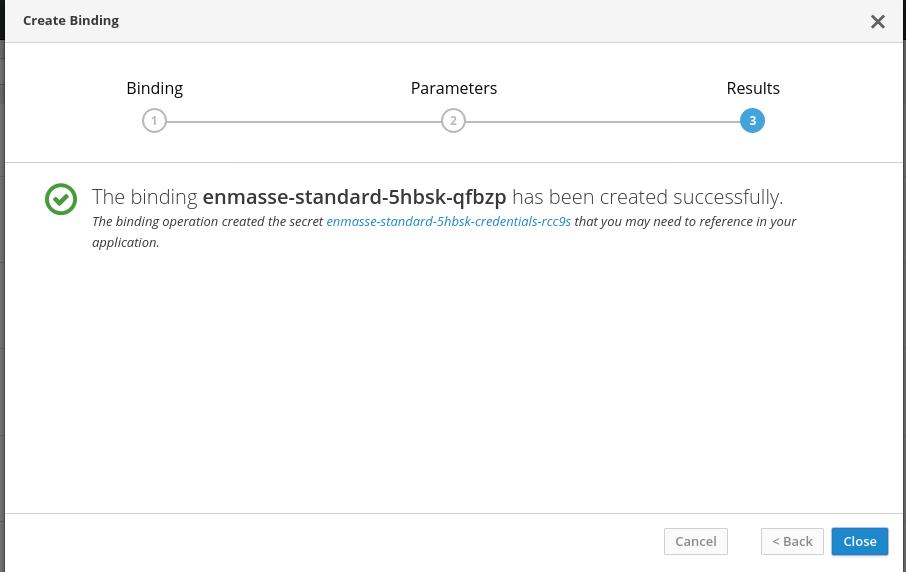 Create Binding
Binding
Parameters
Results
1
2
3
The binding enmasse-standard-5hbsk-qfbzp has been created successfully.
The binding operation created the secret enmasse-standard-5hbsk-credentials-rcc9s that you may need to reference in your
application.
Cancel
< Back
Close